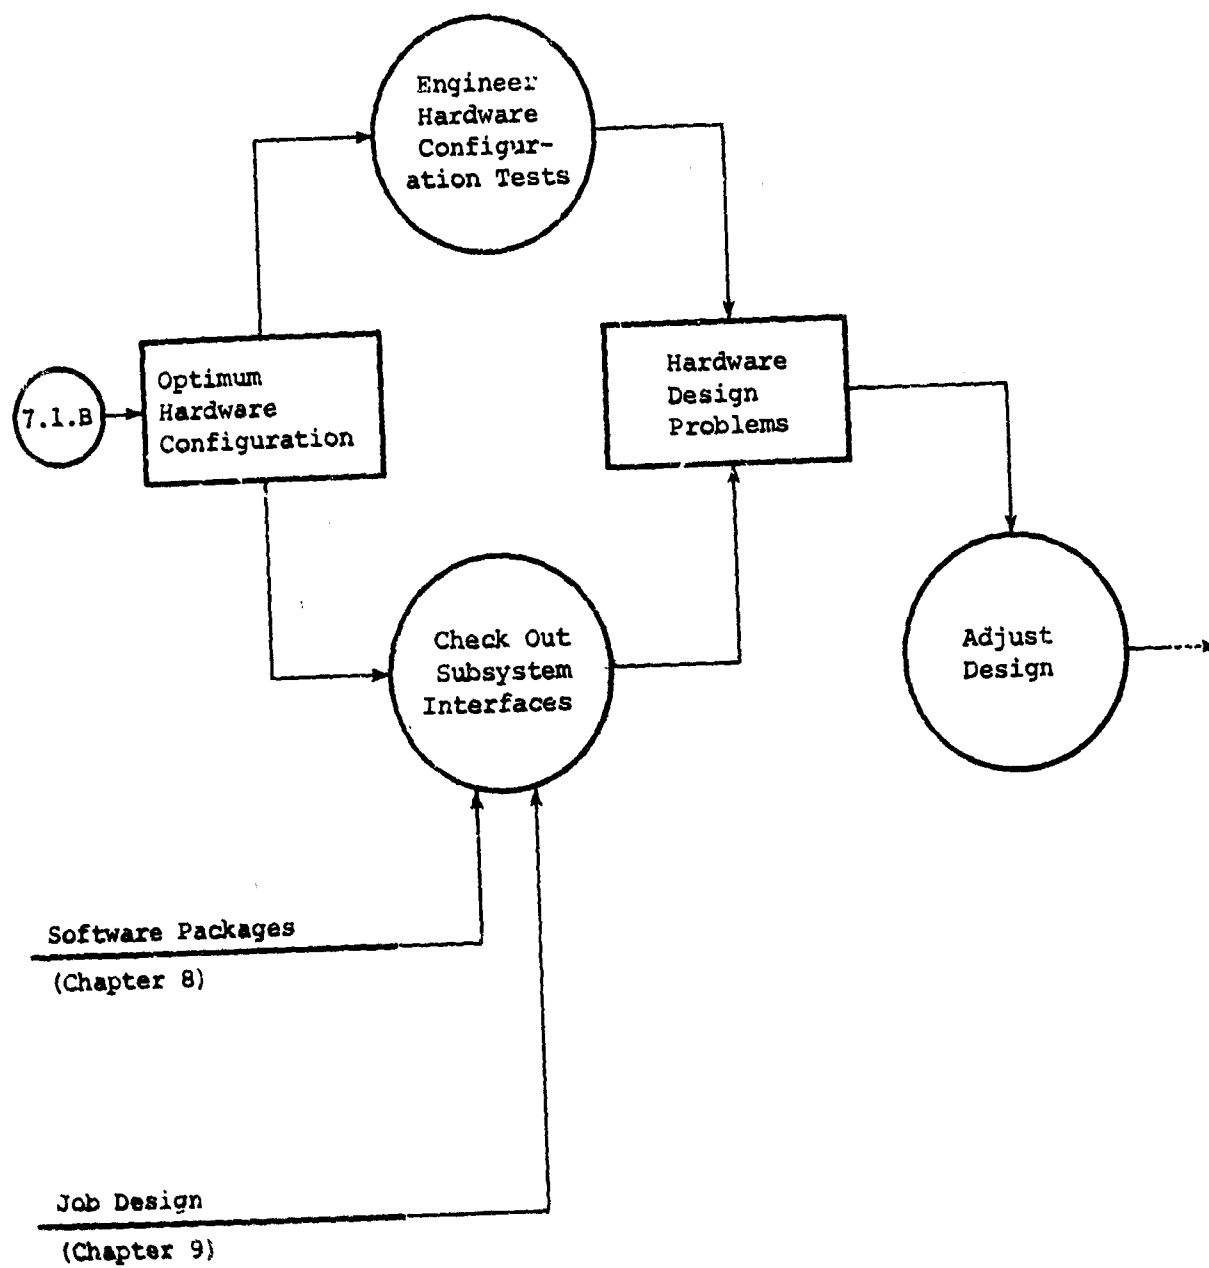 Engineer
Hardware
Configur-
ation Tests
7.1.B
Optimum
Hardware
Configuration
Hardware
Design
Problems
Check Out
Subsystem
Interfaces
Adjust
Design
Software Packages
(Chapter 8)
Job Design
(Chapter 9)